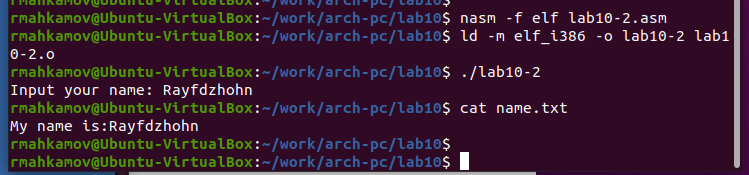 rmahkamov@Ubuntu-VirtualBox:~/work/arch-pc/lab10$
rmahkamov@Ubuntu-VirtualBox:~/work/arch-pc/lab10$ nasm -f elf lab10-2.asm
rmahkamov@Ubuntu-VirtualBox:~/work/arch-pc/lab10$ ld -m elf_i386 -o lab10-2 lab1
0-2.o
rmahkamov@Ubuntu-VirtualBox:~/work/arch-pc/lab10$ ./lab10-2
Input your name: Rayfdzhohn
rmahkamov@Ubuntu-VirtualBox:~/work/arch-pc/lab10$ cat name.txt
My name is:Rayfdzhohn
rmahkamov@Ubuntu-VirtualBox:~/work/arch-pc/lab10$
rmahkamov@Ubuntu-VirtualBox:~/work/arch-pc/lab10$